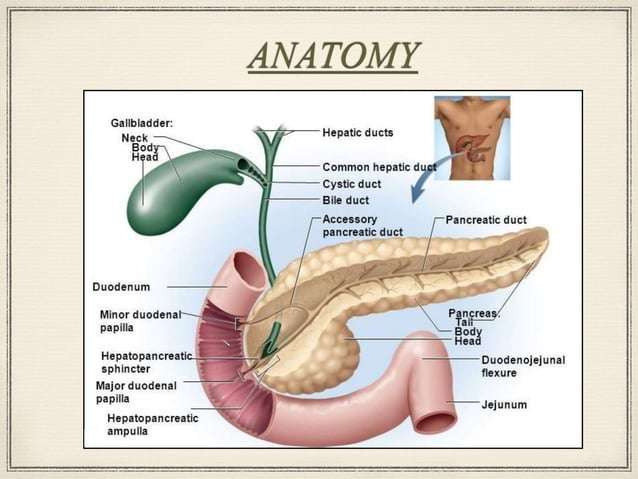 ANATOMY
Gallbladder:
Neck
Body
Head
Hepatic ducts
Common hepatic duct
Cystic duct
Bile duct
Accessory
pancreatic duct
Pancreatic duct
Duodenum
Minor duodenal
papilla
Hepatopancreatic
sphincter
Major duodenal
papilla
Hepatopancreatic
ampulla
Pancreas.
Tail
Body
Head
Duodenojejunal
flexure
Jejunum